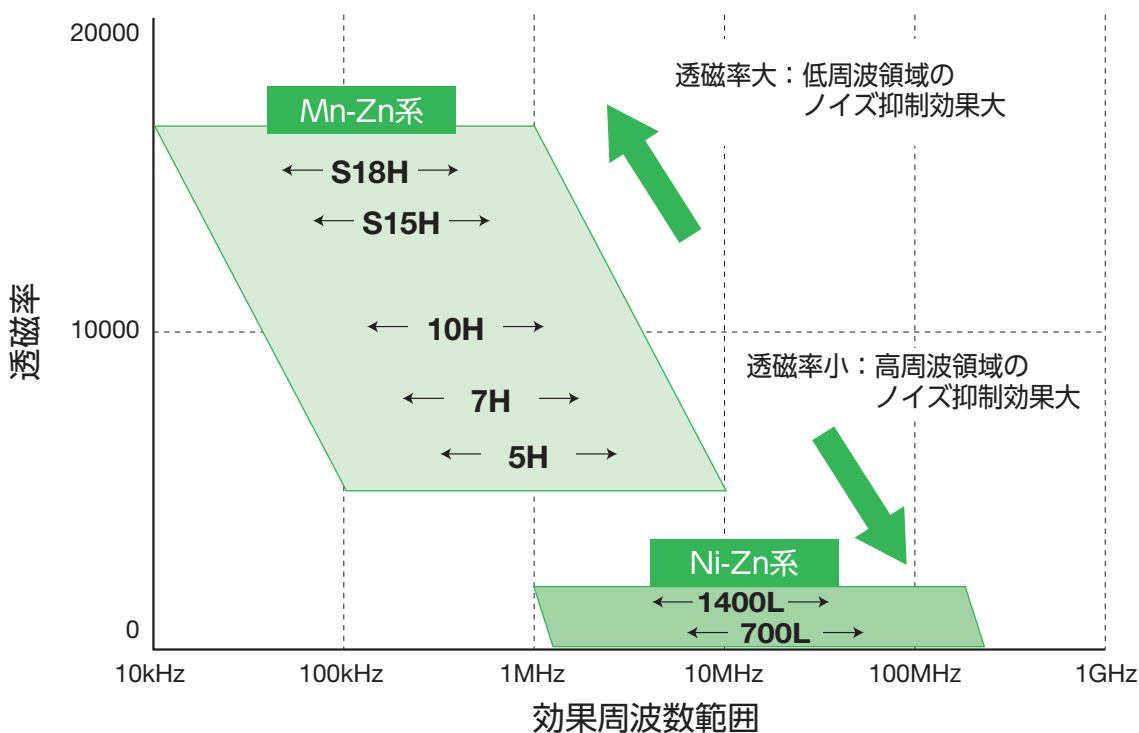 20000
透磁率大：低周波領域の
ノイズ抑制効果大
Mn-Zn系
S18H
S15H
透磁率
10000
10H
透磁率小：高周波領域の
ノイズ抑制効果大
7H
5H
Ni-Zn系
1400L
700L
0
10kHz 100kHz 1MHz 10MHz 100MHz 1GHz
効果周波数範囲